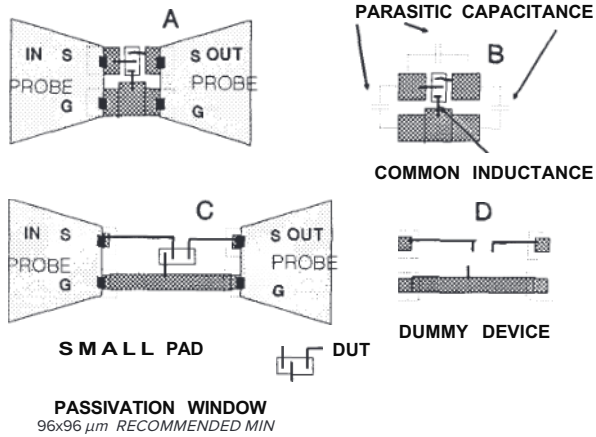 PARASITIC CAPACITANCE
A
B
IN S
S OUT
PROBE
PROBE
G
G
COMMON INDUCTANCE
C
D
IN S
S OUT
PROBE
PROBE
G
G
SMALL PAD
DUT
DUMMY DEVICE
PASSIVATION WINDOW
96x96 µm RECOMMENDED MIN